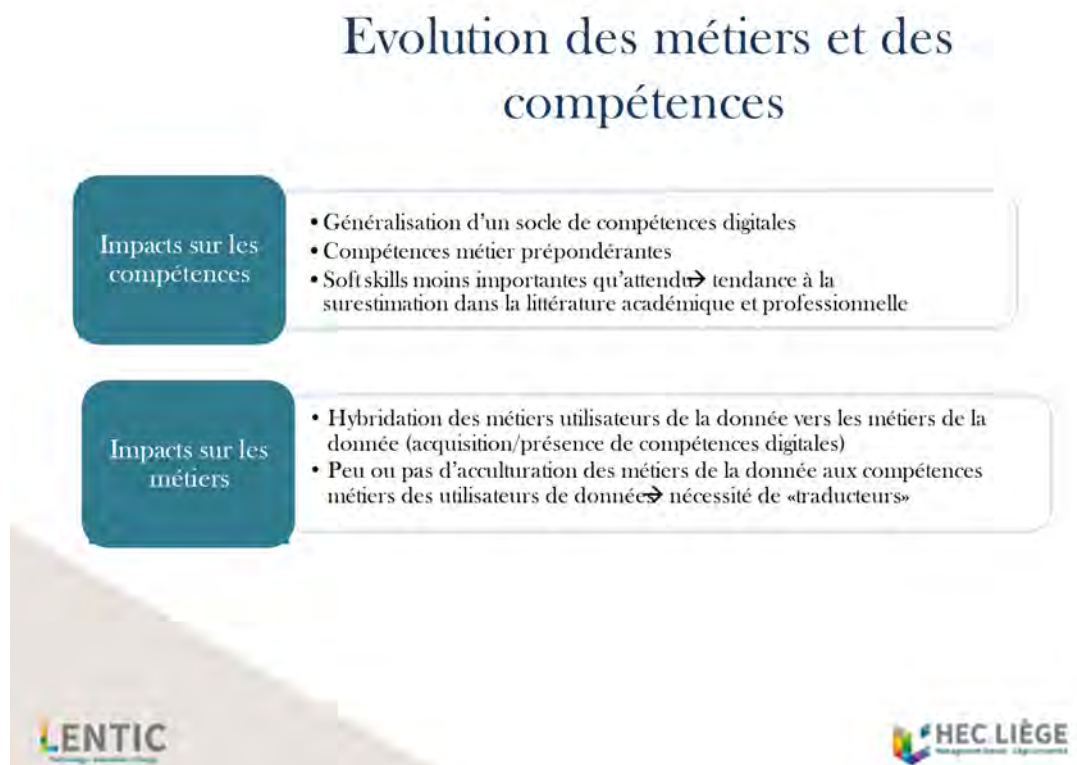 Evolution des métiers et des
compétences
Impacts sur les
compétences
• Généralisation d'un socle de compétences digitales
• Compétences métier prépondérantes
• Soft skills moins importantes qu'attendu→ tendance à la
surestimation dans la littérature académique et professionnelle
Impacts sur les
métiers
• Hybridation des métiers utilisateurs de la donnée vers les métiers de la
donnée (acquisition/présence de compétences digitales)
• Peu ou pas d'acculturation des métiers de la donnée aux compétences
métiers des utilisateurs de données→ nécessité de «traducteurs»
LENTIC
HEC LIÈGE